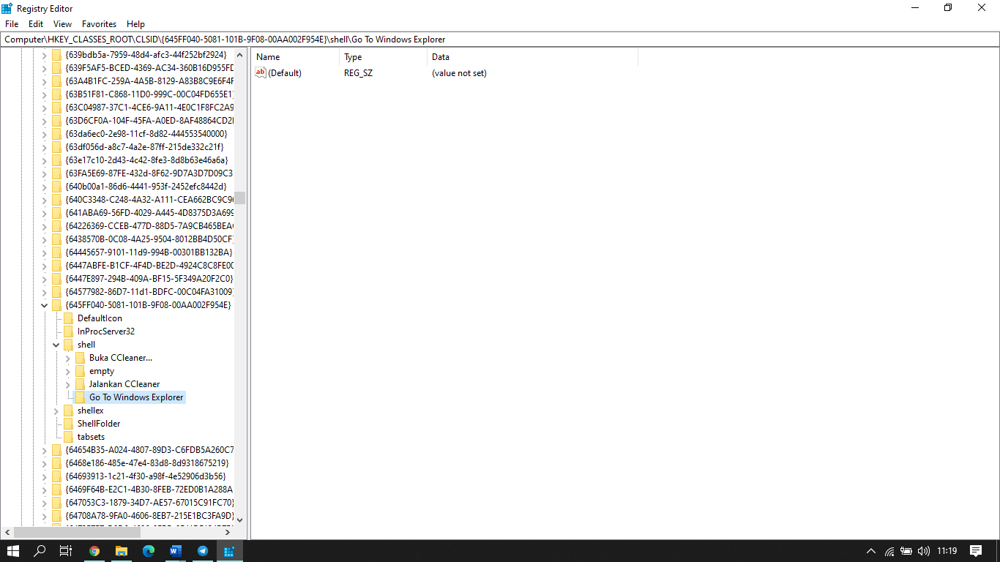 Registry Editor
File Edit View Favorites Help
Computer\HKEY_CLASSES_ROOT\CLSID\{645FF040-5081-101B-9F08-00AA002F954E}\shell\Go To Windows Explorer
Name Type Data
(Default) REG_SZ (value not set)
{639bdb5a-7959-48d4-afc3-44f252bf2924}
{639F5AF5-BCED-4369-AC34-360B16D955FD
{63A4B1FC-259A-4A5B-8129-A83B8C9E6F4F
{63B51F81-C868-11D0-999C-00C04FD655E1}
{63C04987-37C1-4CE6-9A11-4E0C1F8FC2A9
{63D6CF0A-104F-45FA-A0ED-8AF48864CD2
{63da6ec0-2e98-11cf-8d82-444553540000}
{63df056d-a8c7-4a2e-87ff-215de332c21f}
{63e17c10-2d43-4c42-8fe3-8d8b63e46a6a}
{63FA5E69-87FE-432d-8F62-9D7A3D7D09C3
{640b00a1-86d6-4441-953f-2452efc8442d}
{640C3348-C248-4A32-A111-CEA662BC9C9
{641ABA69-56FD-4029-A445-4D8375D3A699
{64226369-CCEB-477D-88D5-7A9CB465BEA
{6438570B-0C08-4A25-9504-8012BB4D50CF}
{64445657-9101-11d9-994B-00301BB132BA}
{6447ABFE-B1CF-4F4D-BE2D-4924C8C8FE00
{6447E897-294B-409A-BF15-5F349A20F2C0}
{64577982-86D7-11d1-BDFC-00C04FA31009}
{645FF040-5081-101B-9F08-00AA002F954E}
DefaultIcon
InProcServer32
shell
Buka CCleaner...
empty
Jalankan CCleaner
Go To Windows Explorer
shellex
ShellFolder
tabsets
{64654B35-A024-4807-89D3-C6FDB5A260C7
{6468e186-485e-47e4-83d8-8d9318675219}
{64693913-1c21-4f30-a98f-4e52906d3b56}
{6469F64B-E2C1-4B30-8FEB-72ED0B1A288A
{647053C3-1879-34D7-AE57-67015C91FC70}
{64708A78-9FA0-4606-8EB7-215E1BC3FA9D}
11:19